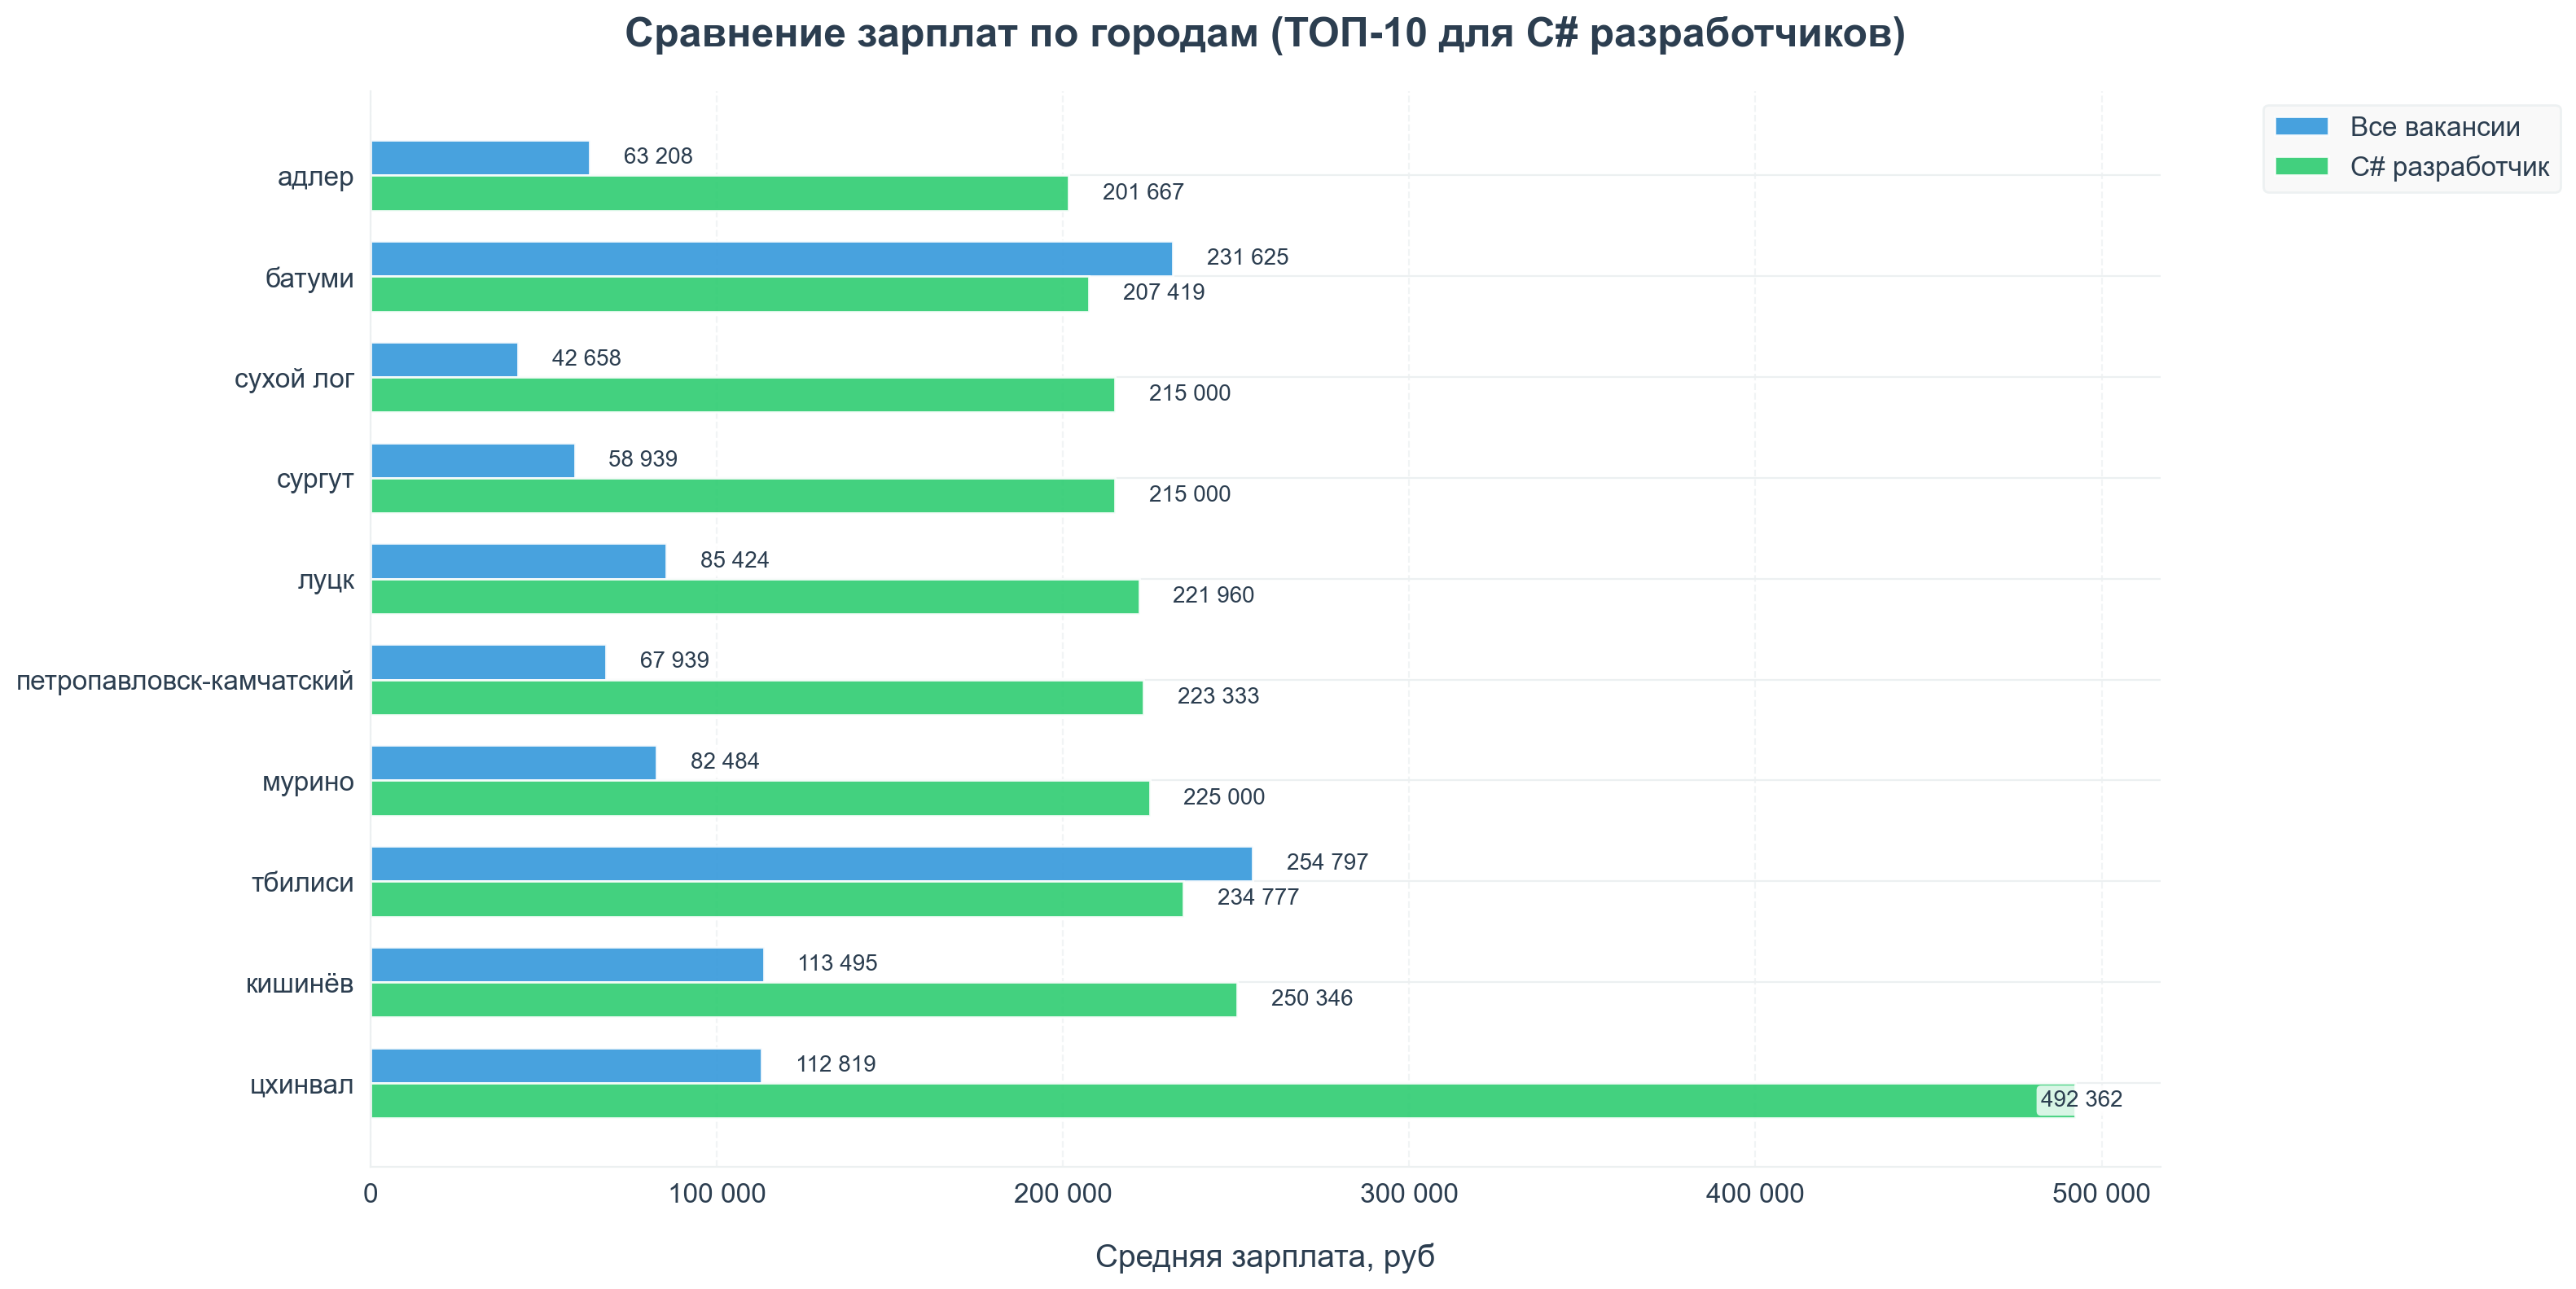 Сравнение зарплат по городам (ТОП-10 для C# разработчиков)
Все вакансии
C# разработчик
адлер
63 208
201 667
батуми
231 625
207 419
сухой лог
42 658
215 000
сургут
58 939
215 000
луцк
85 424
221 960
петропавловск-камчатский
67 939
223 333
мурино
82 484
225 000
тбилиси
254 797
234 777
кишинёв
113 495
250 346
цхинвал
112 819
492 362
0
100 000
200 000
300 000
400 000
500 000
Средняя зарплата, руб